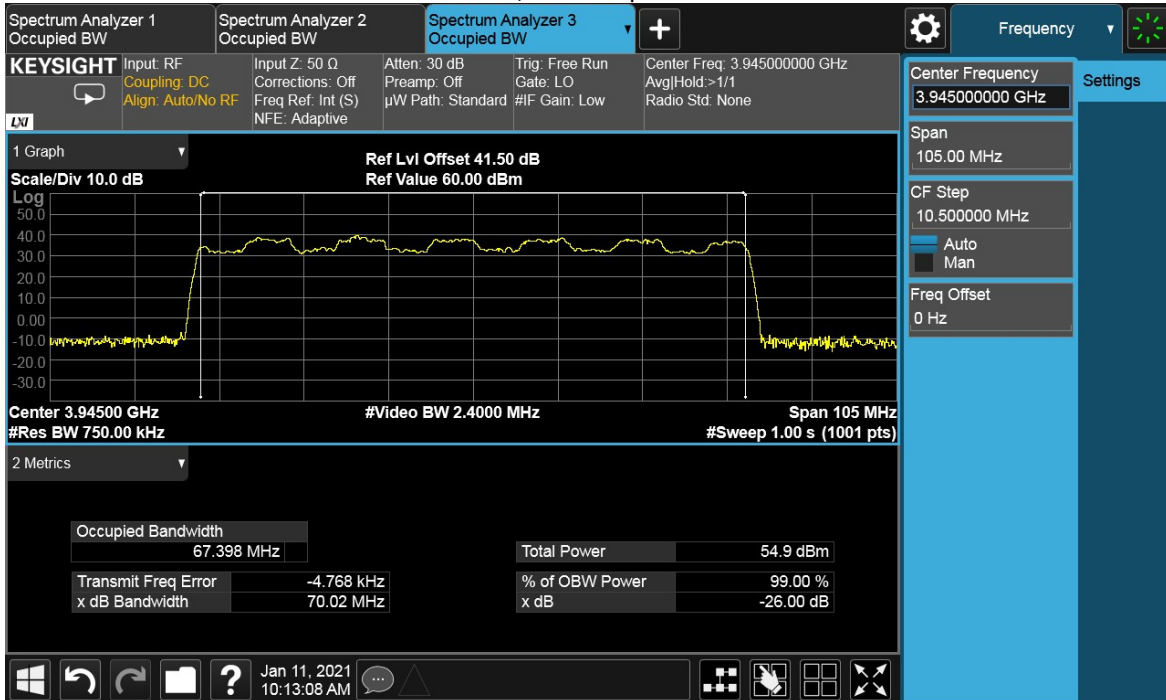 Spectrum Analyzer 1
Occupied BW
Spectrum Analyzer 2
Occupied BW
Spectrum Analyzer 3
Occupied BW
Frequency
KEYSIGHT
LXI
Input: RF
Coupling: DC
Align: Auto/No RF
Input Z: 50 Ω
Corrections: Off
Freq Ref: Int (S)
NFE: Adaptive
Atten: 30 dB
Preamp: Off
µW Path: Standard
Trig: Free Run
Gate: LO
#IF Gain: Low
Center Freq: 3.945000000 GHz
Avg|Hold:>1/1
Radio Std: None
Center Frequency
3.945000000 GHz
Settings
Span
105.00 MHz
CF Step
10.500000 MHz
Auto
Man
Freq Offset
0 Hz
1 Graph
Scale/Div 10.0 dB
Ref Lvl Offset 41.50 dB
Ref Value 60.00 dBm
Log
50.0
40.0
30.0
20.0
10.0
0.00
-10.0
-20.0
-30.0
Center 3.94500 GHz
#Video BW 2.4000 MHz
Span 105 MHz
#Res BW 750.00 kHz
#Sweep 1.00 s (1001 pts)
2 Metrics
Occupied Bandwidth
67.398 MHz
Total Power 54.9 dBm
Transmit Freq Error -4.768 kHz
% of OBW Power 99.00 %
x dB Bandwidth 70.02 MHz
x dB -26.00 dB
?
Jan 11, 2021
10:13:08 AM